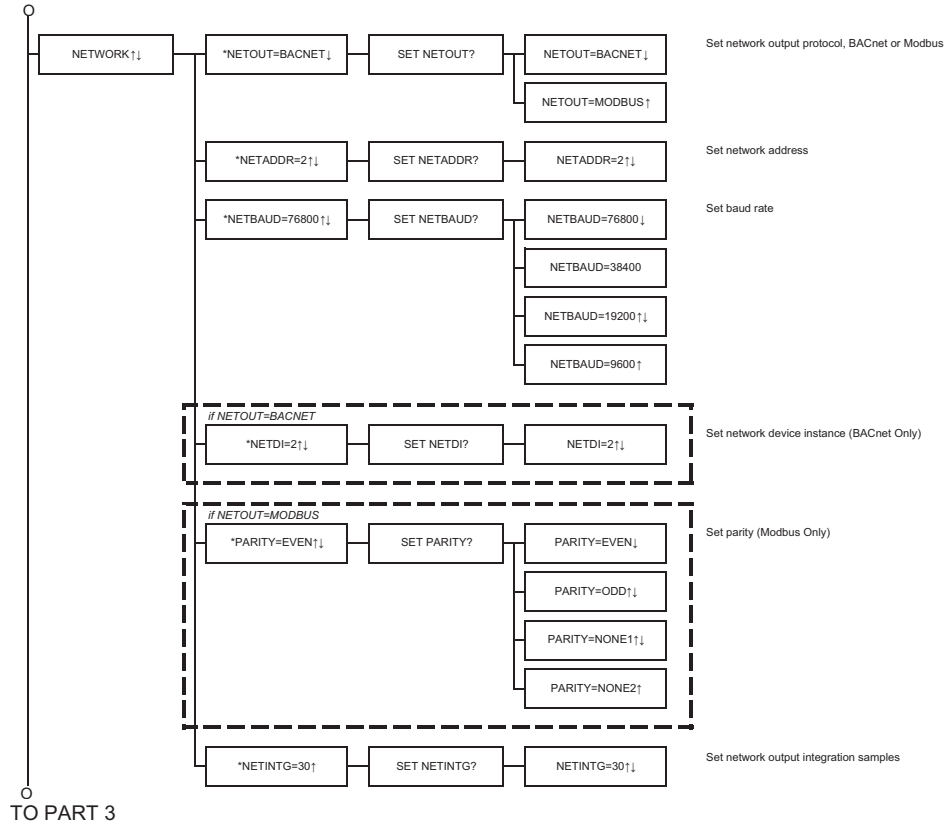 O
NETWORK↑↓
*NETOUT=BACNET↓
SET NETOUT?
NETOUT=BACNET↓
Set network output protocol, BACnet or Modbus
NETOUT=MODBUS↑
*NETADDR=2↑↓
SET NETADDR?
NETADDR=2↑↓
Set network address
*NETBAUD=76800↑↓
SET NETBAUD?
NETBAUD=76800↓
Set baud rate
NETBAUD=38400
NETBAUD=19200↑↓
NETBAUD=9600↑
if NETOUT=BACNET
*NETDI=2↑↓
SET NETDI?
NETDI=2↑↓
Set network device instance (BACnet Only)
if NETOUT=MODBUS
*PARITY=EVEN↑↓
SET PARITY?
PARITY=EVEN↓
Set parity (Modbus Only)
PARITY=ODD↑↓
PARITY=NONE1↑↓
PARITY=NONE2↑
*NETINTG=30↑
SET NETINTG?
NETINTG=30↑↓
Set network output integration samples
O
TO PART 3